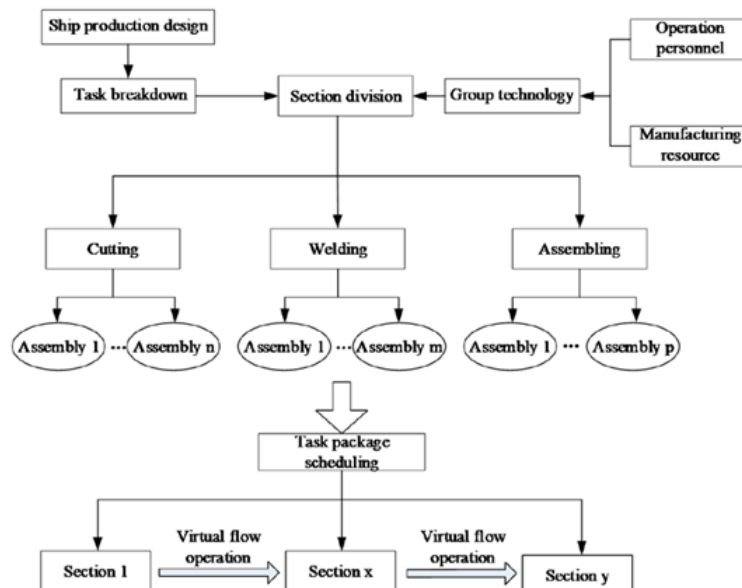 Ship production design
Operation
personnel
Task breakdown
Section division
Group technology
Manufacturing
resource
Cutting
Welding
Assembling
Assembly 1 ... Assembly n
Assembly 1 ... Assembly m
Assembly 1 ... Assembly p
Task package
scheduling
Virtual flow
operation
Virtual flow
operation
Section 1
Section x
Section y